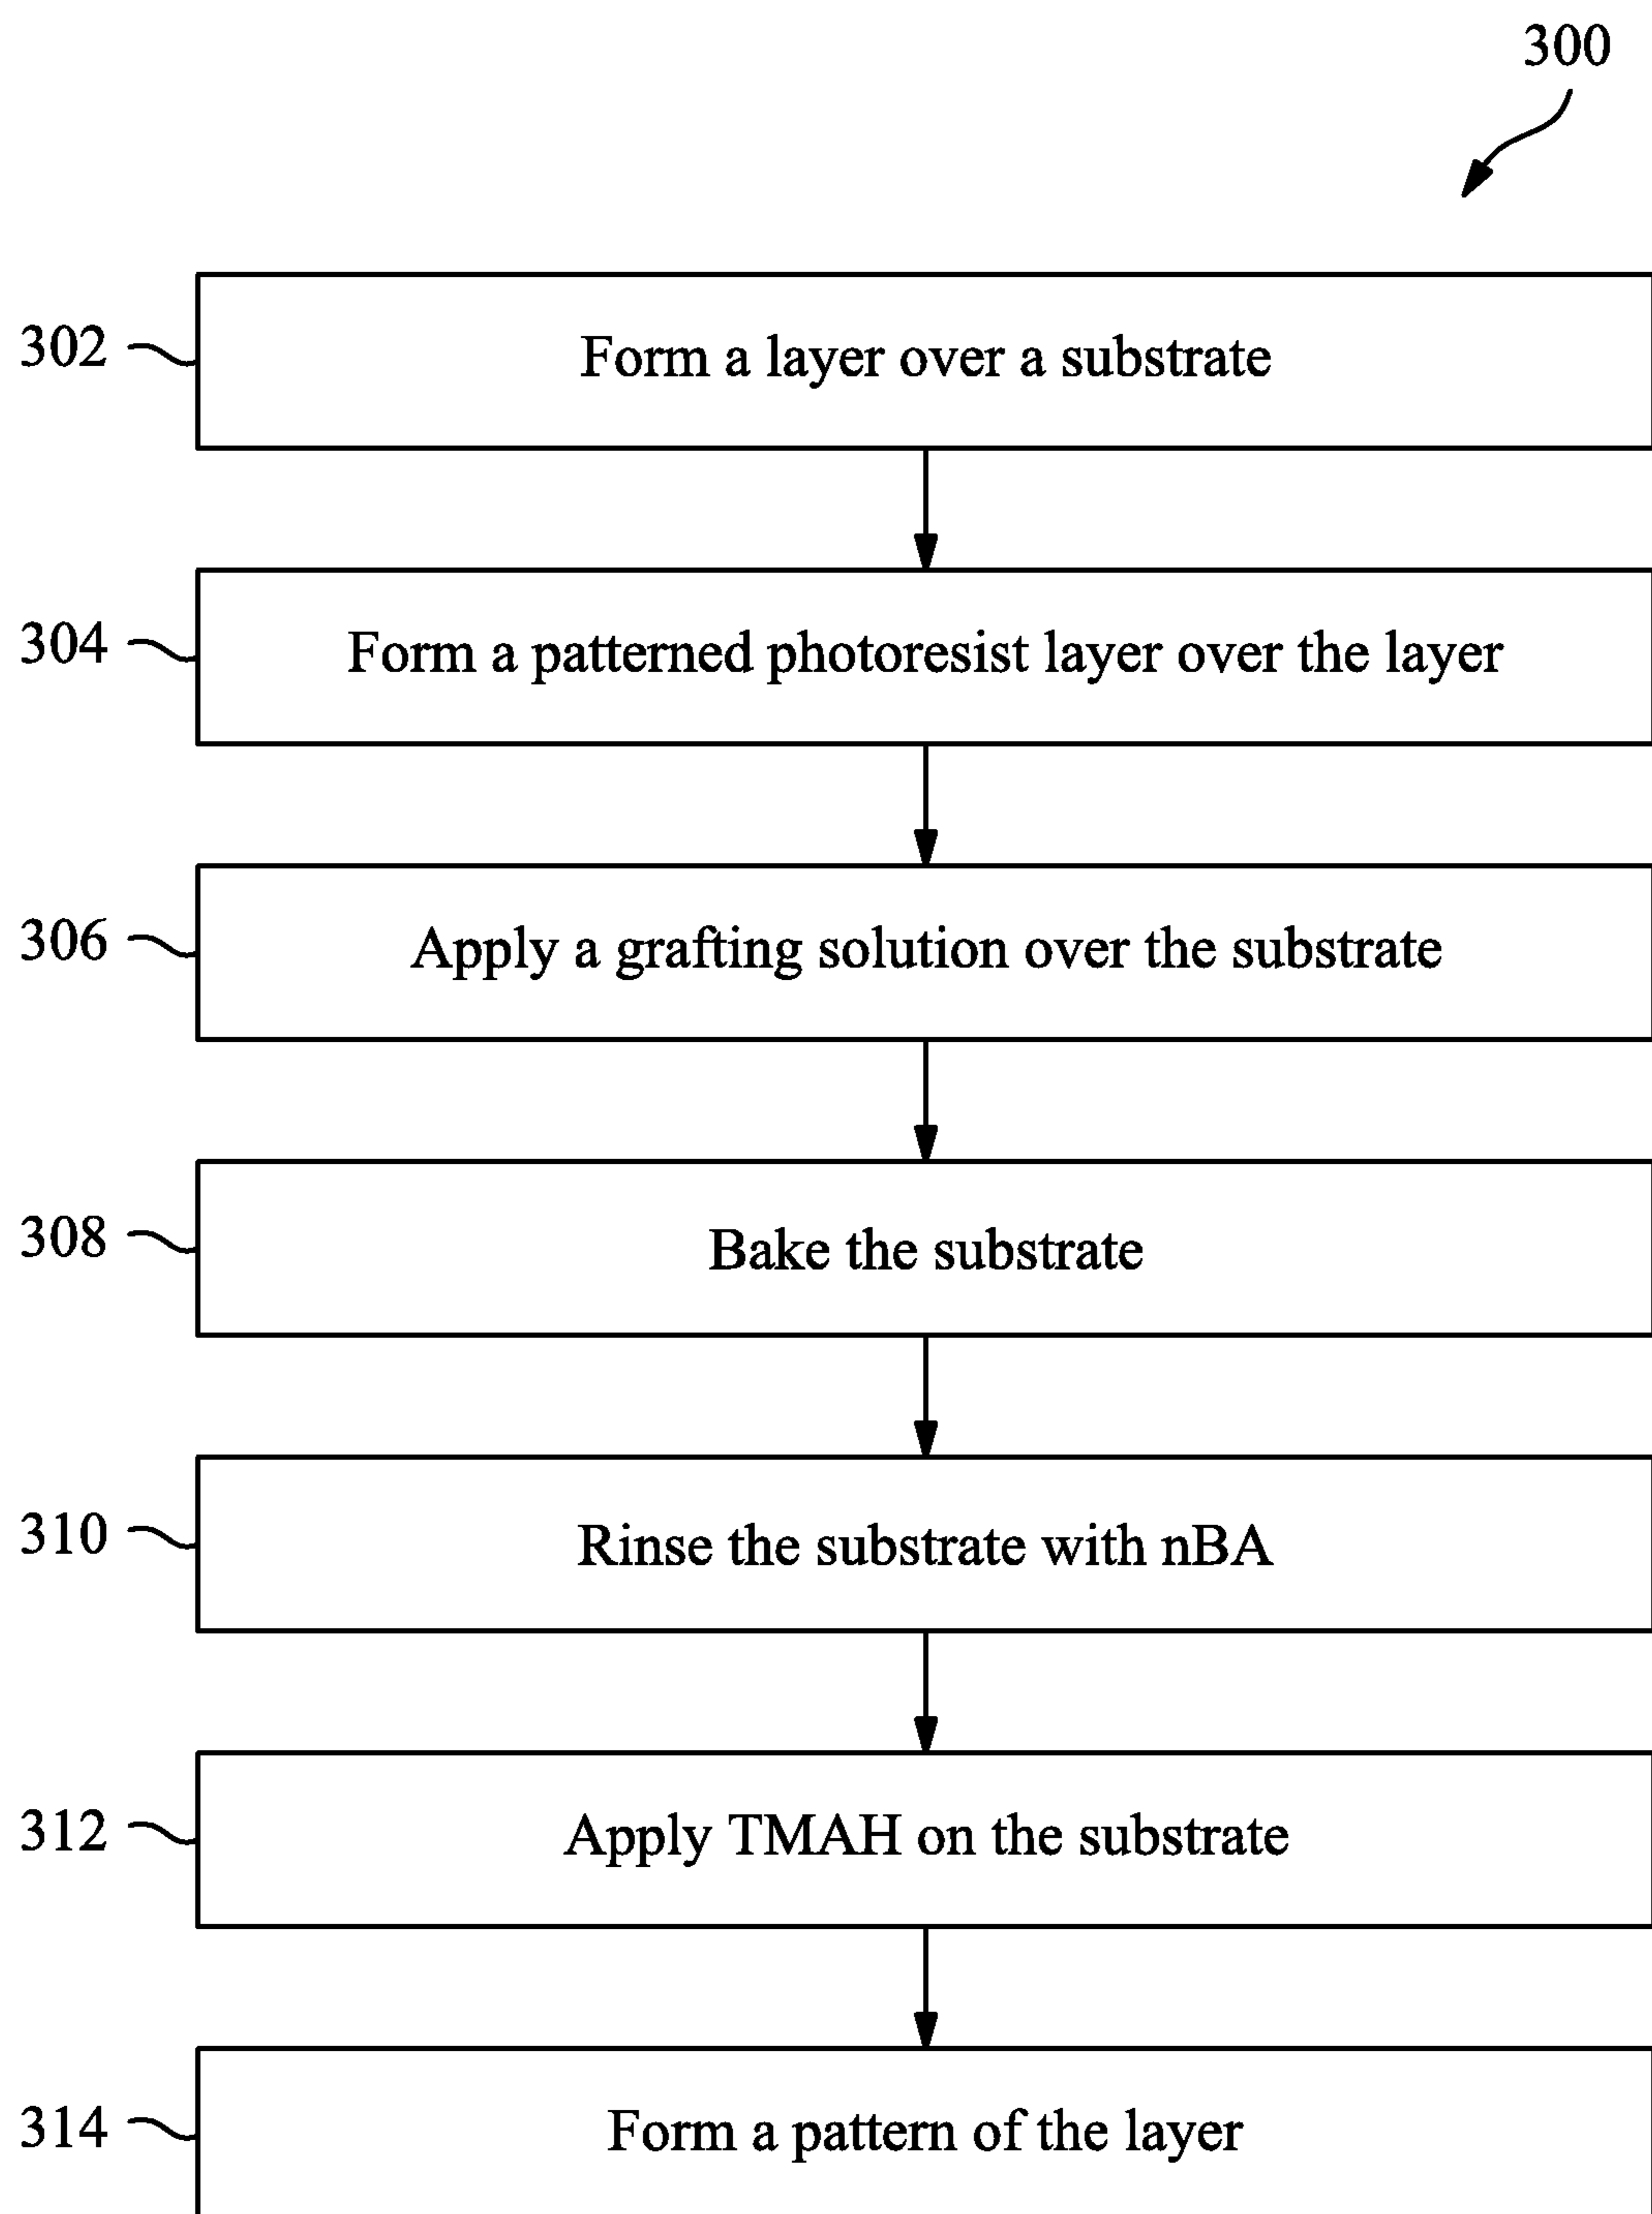 300
302 Form a layer over a substrate
304 Form a patterned photoresist layer over the layer
306 Apply a grafting solution over the substrate
308 Bake the substrate
310 Rinse the substrate with nBA
312 Apply TMAH on the substrate
314 Form a pattern of the layer